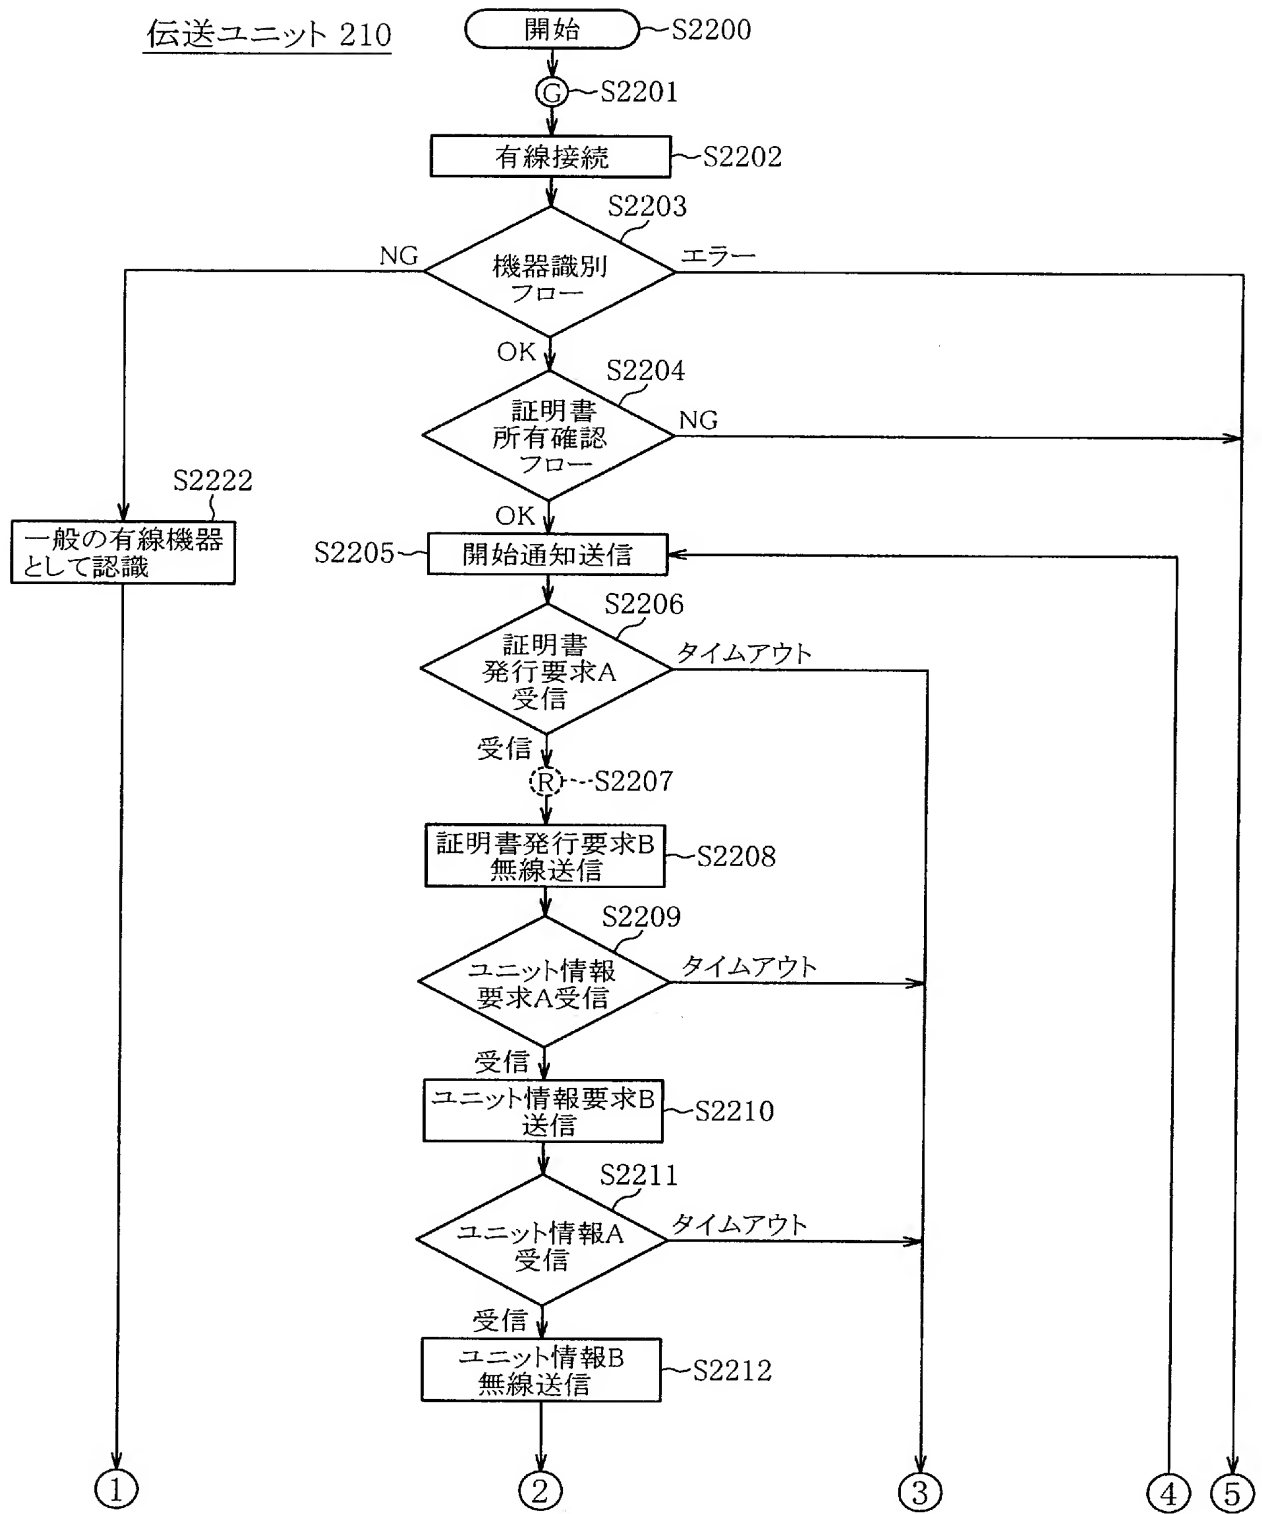 伝送ユニット 210
開始
S2200
G
S2201
有線接続
S2202
S2203
機器識別
フロー
NG
エラー
OK
S2204
証明書
所有確認
フロー
NG
S2222
一般の有線機器
として認識
OK
S2205
開始通知送信
S2206
証明書
発行要求A
受信
タイムアウト
受信
R
S2207
証明書発行要求B
無線送信
S2208
S2209
ユニット情報
要求A受信
タイムアウト
受信
ユニット情報要求B
送信
S2210
S2211
ユニット情報A
受信
タイムアウト
受信
ユニット情報B
無線送信
S2212
1
2
3
4
5